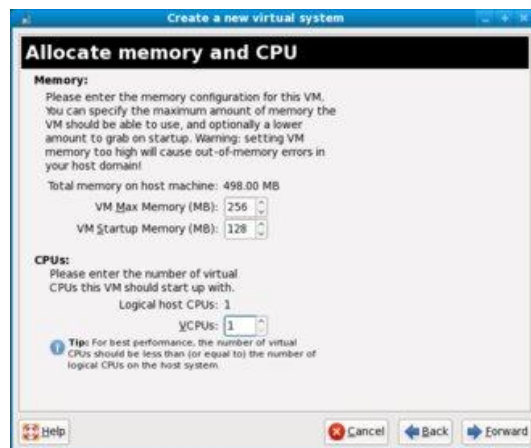 Create a new virtual system
Allocate memory and CPU
Memory:
Please enter the memory configuration for this VM.
You can specify the maximum amount of memory the
VM should be able to use, and optionally a lower
amount to grab on startup. Warning: setting VM
memory too high will cause out-of-memory errors in
your host domain!
Total memory on host machine: 498.00 MB
VM Max Memory (MB): 256
VM Startup Memory (MB): 128
CPUs:
Please enter the number of virtual
CPUs this VM should start up with.
Logical host CPUs: 1
VCPUs: 1
Tip: For best performance, the number of virtual
CPUs should be less than (or equal to) the number of
logical CPUs on the host system.
Help
Cancel
Back
Forward